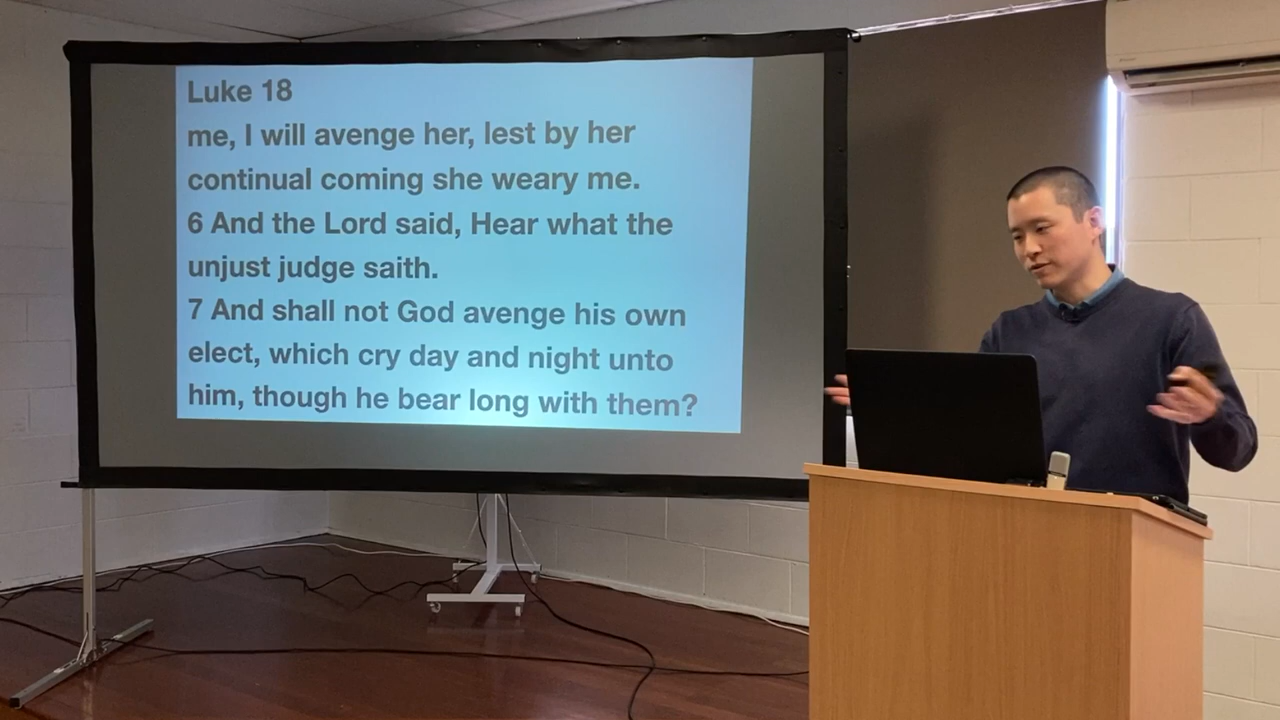 Luke 18
me, I will avenge her, lest by her
continual coming she weary me.
6 And the Lord said, Hear what the
unjust judge saith.
7 And shall not God avenge his own
elect, which cry day and night unto
him, though he bear long with them?